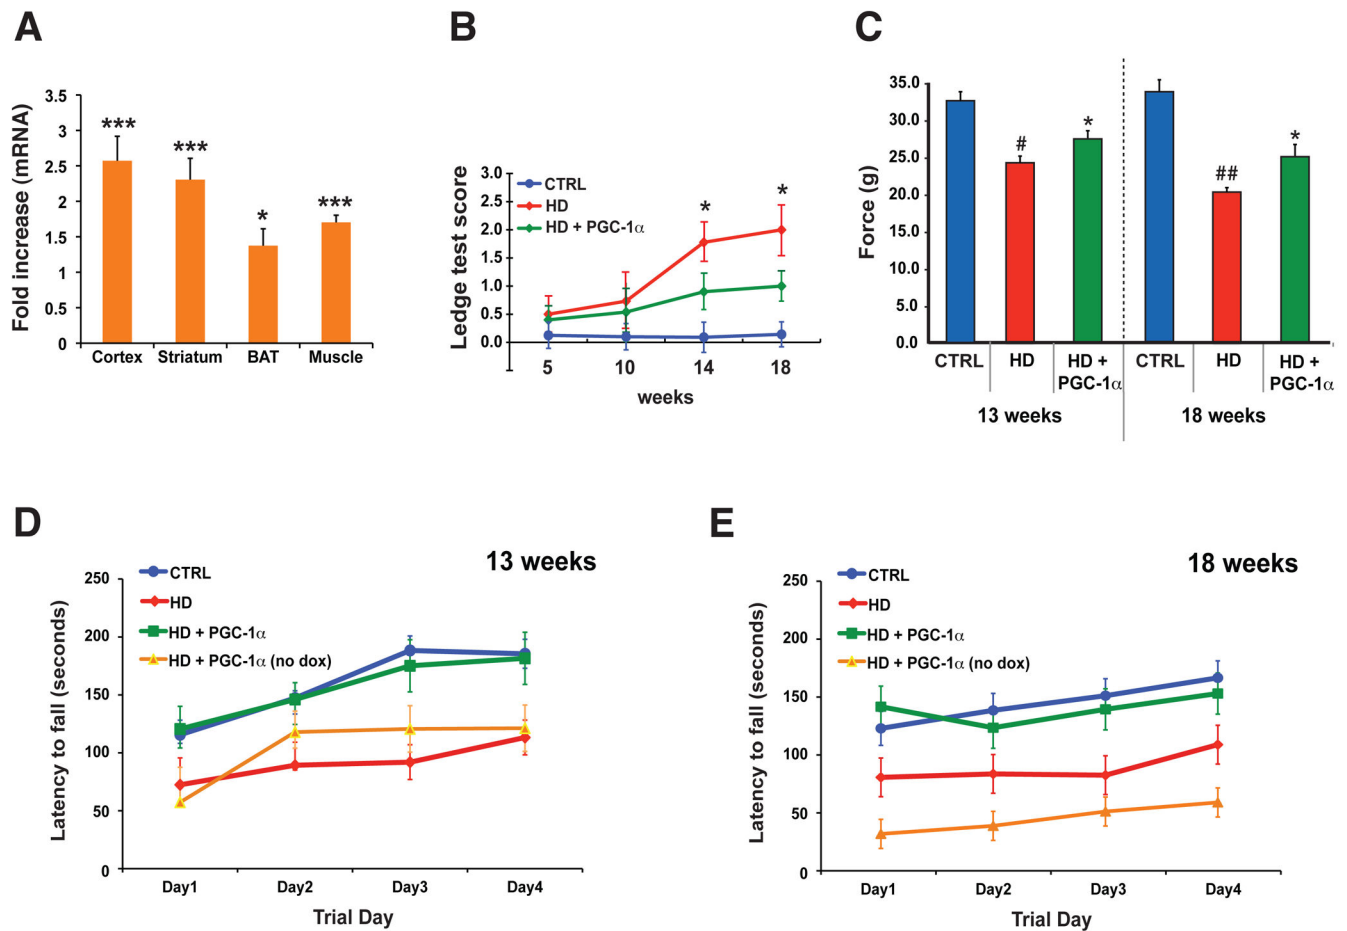 A
Fold increase (mRNA)
3.5
3
2.5
2
1.5
1
0.5
0
***
***
*
***
Cortex Striatum BAT Muscle
B
Ledge test score
3.0
2.5
2.0
1.5
1.0
0.5
0.0
CTRL
HD
HD + PGC-1α
*
*
5 10 14 18
weeks
C
Force (g)
35.0
30.0
25.0
20.0
15.0
10.0
5.0
0.0
#
*
##
*
CTRL HD HD + PGC-1α CTRL HD HD + PGC-1α
13 weeks 18 weeks
D
13 weeks
Latency to fall (seconds)
250
200
150
100
50
0
CTRL
HD
HD + PGC-1α
HD + PGC-1α (no dox)
Day1 Day2 Day3 Day4
Trial Day
E
18 weeks
Latency to fall (seconds)
250
200
150
100
50
0
CTRL
HD
HD + PGC-1α
HD + PGC-1α (no dox)
Day1 Day2 Day3 Day4
Trial Day